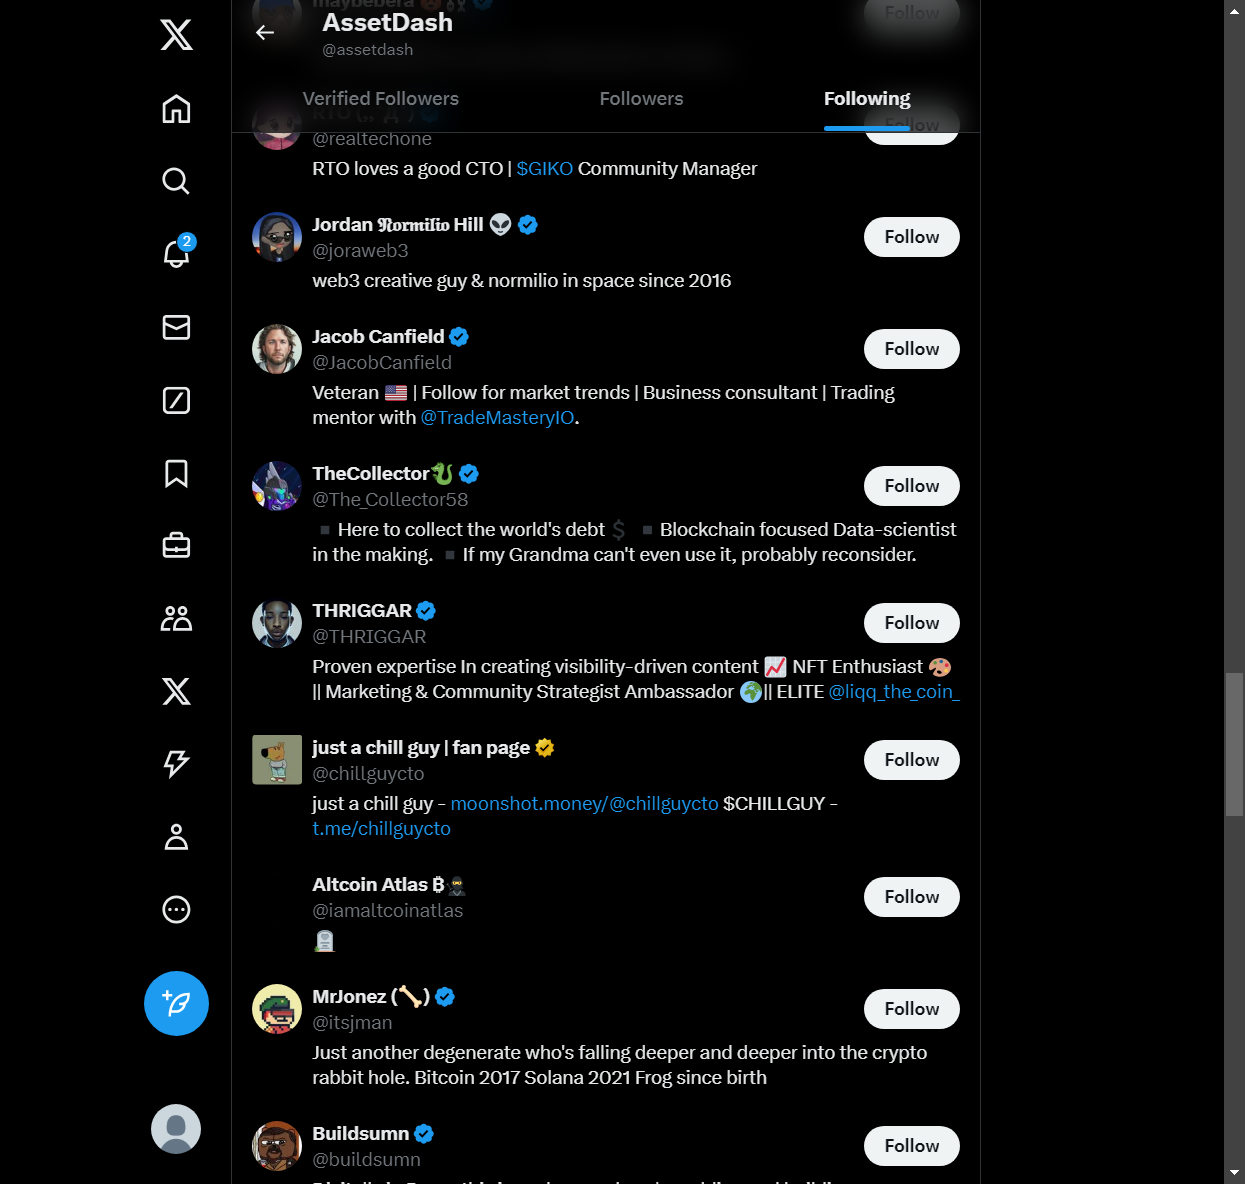 maybebera
AssetDash
@assetdash
Follow
Verified Followers
Followers
Following
2
Follow
@realtechone
RTO loves a good CTO | $GIKO Community Manager
Jordan 𝕹𝖔𝖗𝖒𝖎𝖑𝖎𝖔 Hill 👽
@joraweb3
Follow
web3 creative guy & normilio in space since 2016
Jacob Canfield
@JacobCanfield
Follow
Veteran 🇺🇸 | Follow for market trends | Business consultant | Trading
mentor with @TradeMasteryIO.
TheCollector🐉
@The_Collector58
Follow
▪️Here to collect the world's debt 💲 ▪️Blockchain focused Data-scientist
in the making. ▪️If my Grandma can't even use it, probably reconsider.
THRIGGAR
@THRIGGAR
Follow
Proven expertise In creating visibility-driven content 📈 NFT Enthusiast 🎨
|| Marketing & Community Strategist Ambassador 🌍|| ELITE @liqq_the_coin_
just a chill guy | fan page
@chillguycto
Follow
just a chill guy - moonshot.money/@chillguycto $CHILLGUY -
t.me/chillguycto
Altcoin Atlas ₿🥷
@iamaltcoinatlas
Follow
🪦
MrJonez (🦴)
@itsjman
Follow
Just another degenerate who's falling deeper and deeper into the crypto
rabbit hole. Bitcoin 2017 Solana 2021 Frog since birth
Buildsumn
@buildsumn
Follow